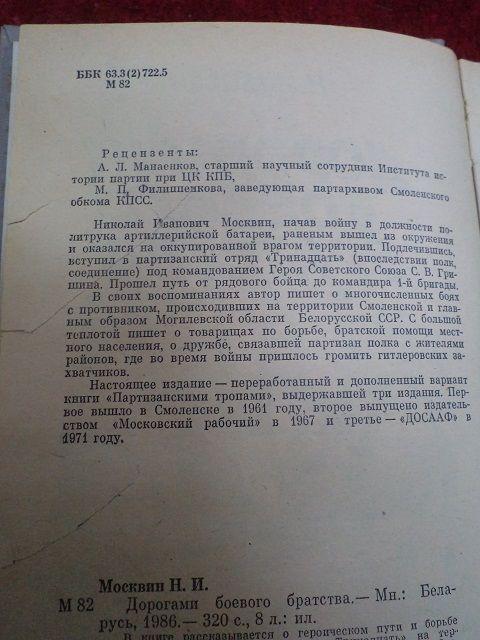 ББК 63.3(2)722.5
М 82
Рецензенты:
А. Л. Манаенков, старший научный сотрудник Института ис-
тории партии при ЦК КПБ,
М. П. Филиппенкова, заведующая партархивом Смоленского
обкома КПСС.
Николай Иванович Москвин, начав войну в должности по-
литрука артиллерийской батареи, раненым вышел из окружения
и оказался на оккупированной врагом территории. Подлечившись,
вступил в партизанский отряд «Тринадцать» (впоследствии полк,
соединение) под командованием Героя Советского Союза С. В. Гри-
шина. Прошел путь от рядового бойца до командира 1-й бригады.
В своих воспоминаниях автор пишет о многочисленных боях
с противником, происходивших на территории Смоленской и глав-
ным образом Могилевской области Белорусской ССР. С большой
теплотой пишет о товарищах по борьбе, братской помощи мест-
ного населения, о дружбе, связавшей партизан полка с жителями
районов, где во время войны пришлось громить гитлеровских за-
хватчиков.
Настоящее издание — переработанный и дополненный вариант
книги «Партизанскими тропами», выдержавшей три издания. Пер-
вое вышло в Смоленске в 1961 году, второе выпущено издатель-
ством «Московский рабочий» в 1967 и третье — «ДОСААФ» в
1971 году.
Москвин Н. И.
М 82 Дорогами боевого братства.— Мн.: Бела-
русь, 1986.— 320 с., 8 л.: ил.
В книге рассказывается о героическом пути и борьбе